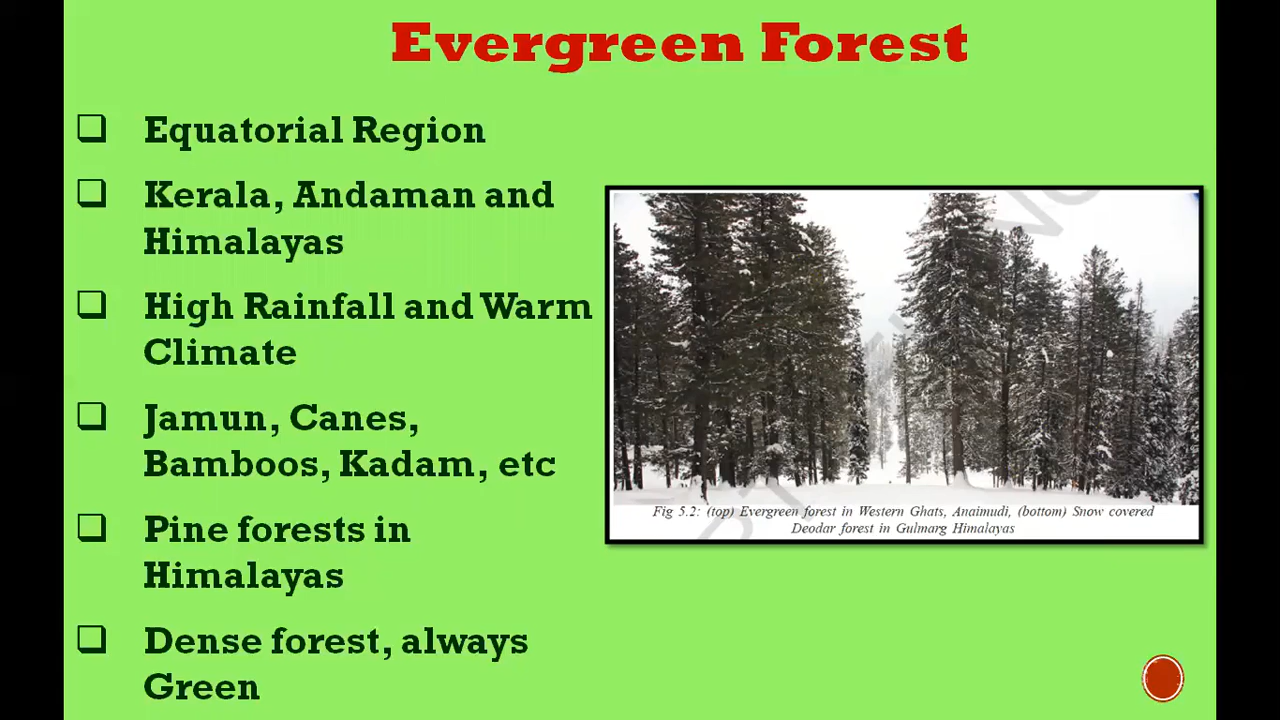 Evergreen Forest
Equatorial Region
Kerala, Andaman and
Himalayas
High Rainfall and Warm
Climate
Jamun, Canes,
Bamboos, Kadam, etc
Pine forests in
Himalayas
Dense forest, always
Green
Fig 5.2: (top) Evergreen forest in Western Ghats, Anaimudi, (bottom) Snow covered
Deodar forest in Gulmarg Himalayas